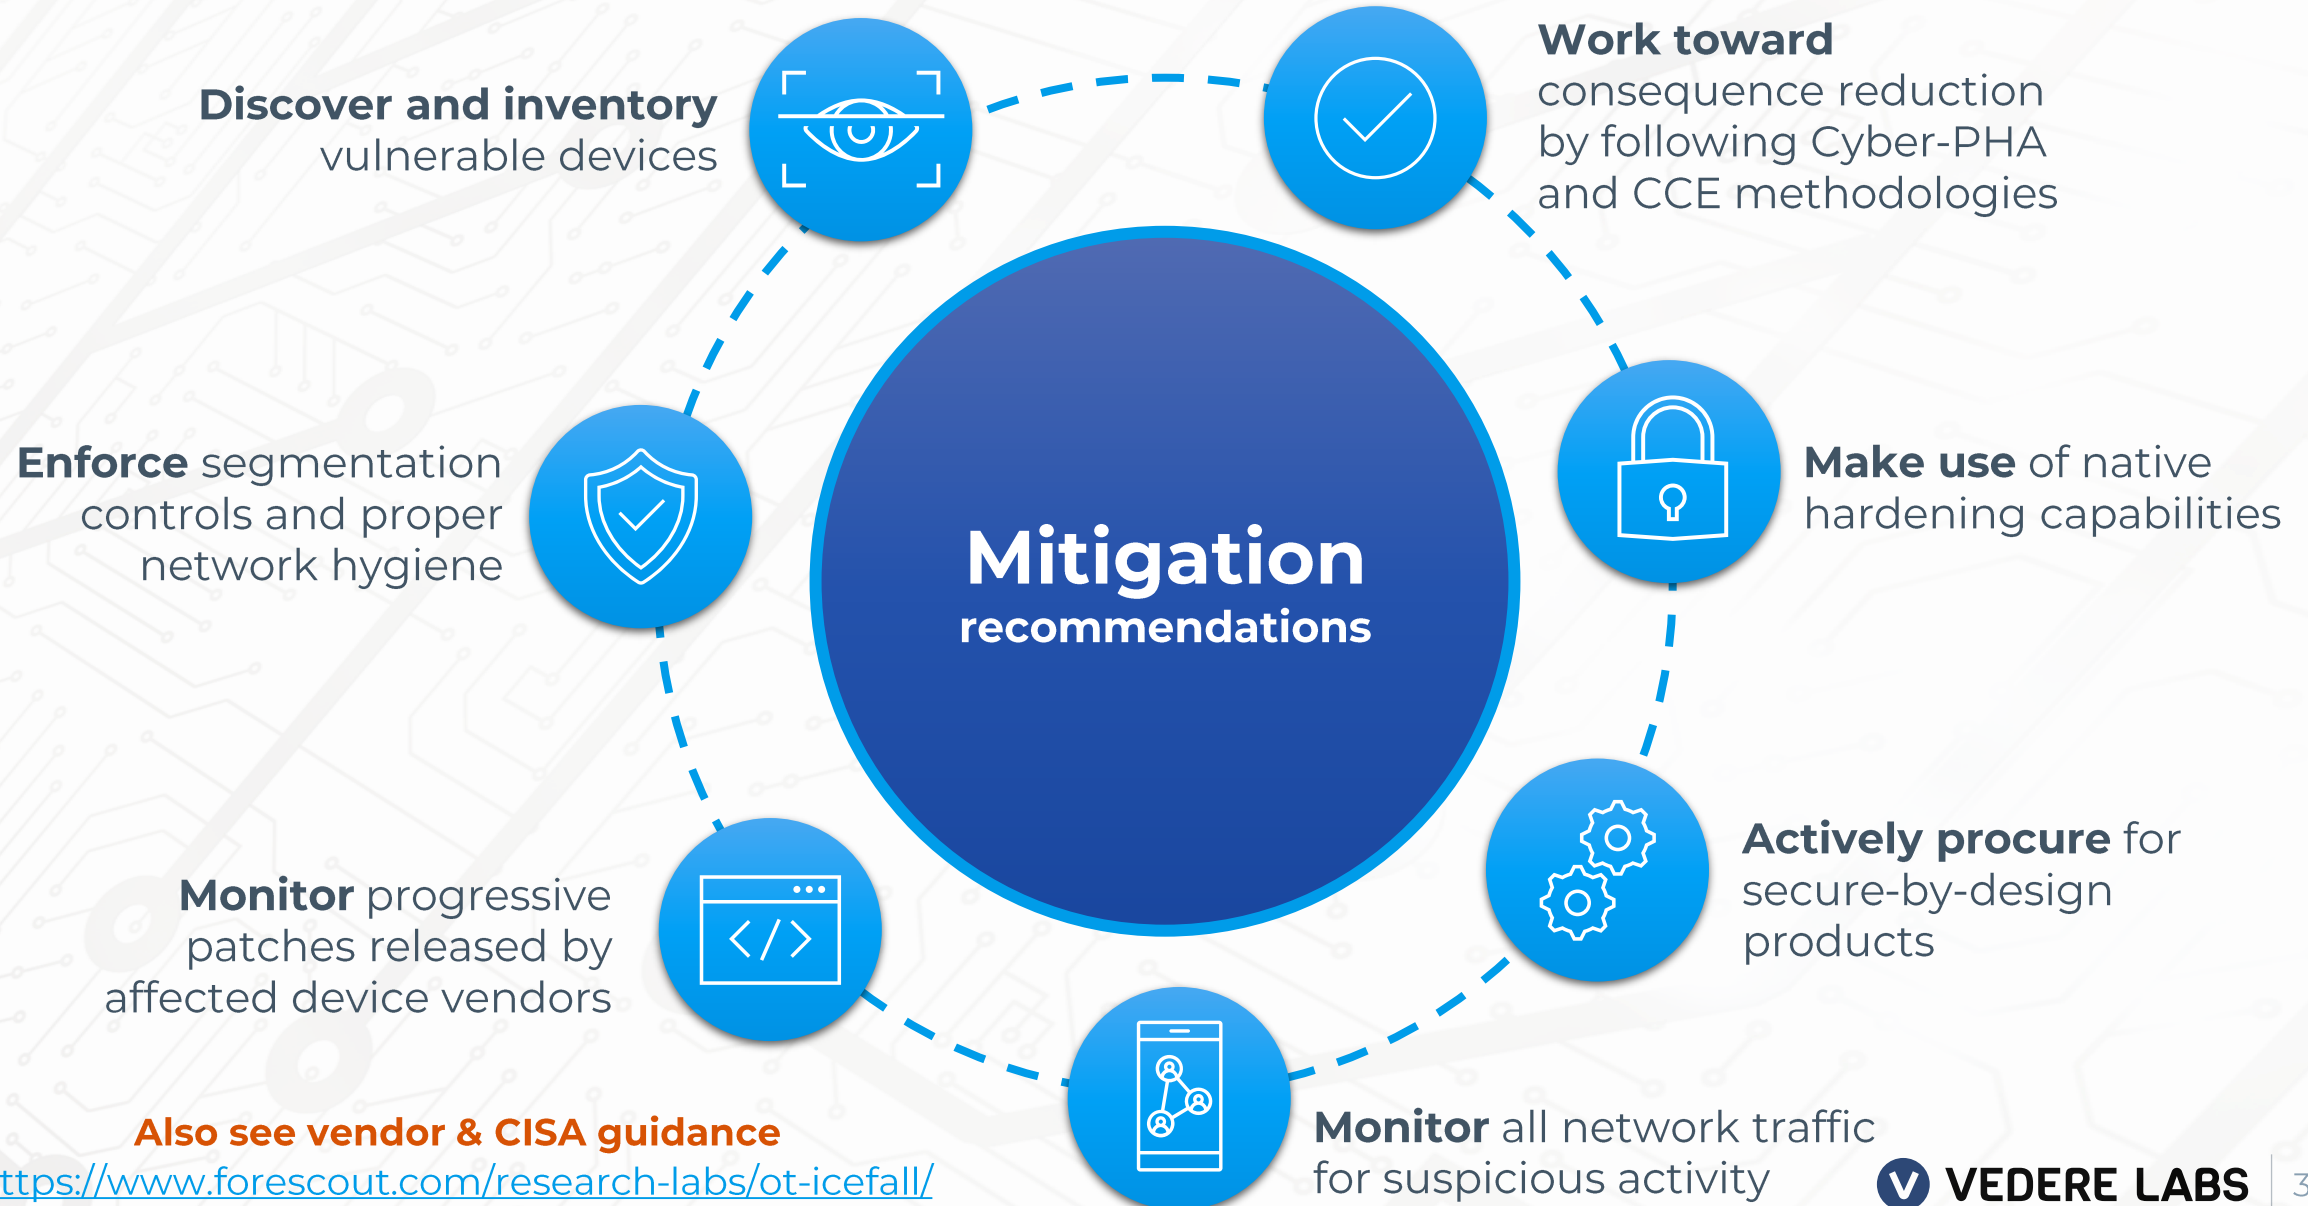 Discover and inventory
vulnerable devices
Work toward
consequence reduction
by following Cyber-PHA
and CCE methodologies
Enforce segmentation
controls and proper
network hygiene
Mitigation
recommendations
Make use of native
hardening capabilities
Monitor progressive
patches released by
affected device vendors
Actively procure for
secure-by-design
products
Also see vendor & CISA guidance
ttps://www.forescout.com/research-labs/ot-icefall/
Monitor all network traffic
for suspicious activity
V VEDERE LABS
3